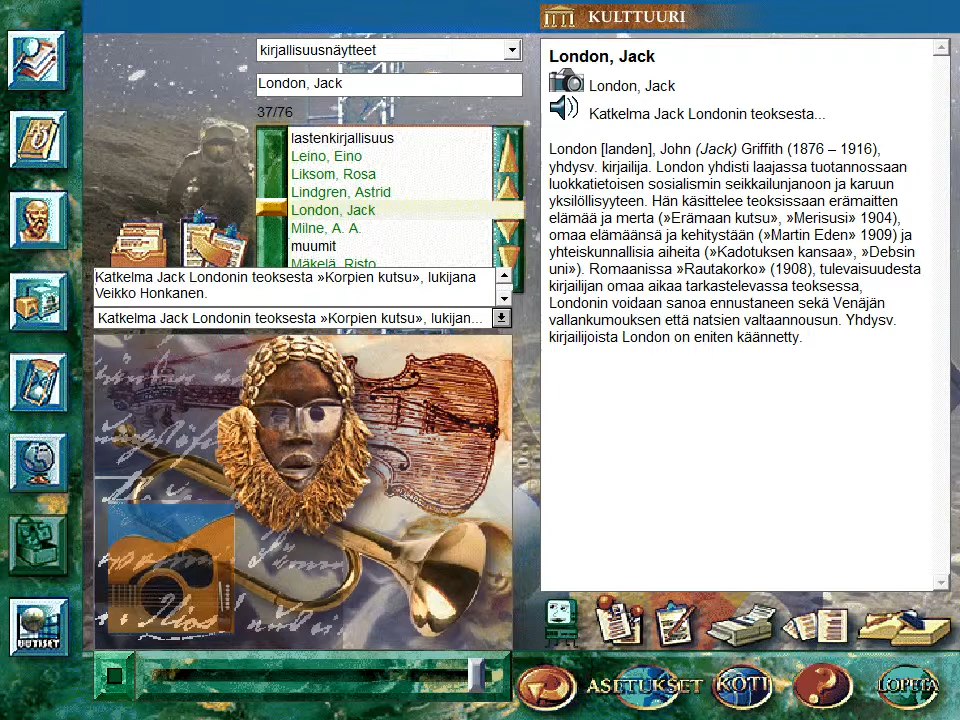 KULTTUURI
kirjallisuusnäytteet
London, Jack
37/76
lastenkirjallisuus
Leino, Eino
Liksom, Rosa
Lindgren, Astrid
London, Jack
Milne, A. A.
muumit
Mäkelä, Risto
Katkelma Jack Londonin teoksesta »Korpien kutsu», lukijana
Veikko Honkanen.
Katkelma Jack Londonin teoksesta »Korpien kutsu», lukijan...
London, Jack
London, Jack
Katkelma Jack Londonin teoksesta...
London [landən], John (Jack) Griffith (1876 – 1916),
yhdysv. kirjailija. London yhdisti laajassa tuotannossaan
luokkatietoisen sosialismin seikkailunjanoon ja karuun
yksilöllisyyteen. Hän käsittelee teoksissaan erämaitten
elämää ja merta (»Erämaan kutsu», »Merisusi» 1904),
omaa elämäänsä ja kehitystään (»Martin Eden» 1909) ja
yhteiskunnallisia aiheita (»Kadotuksen kansaa», »Debsin
uni»). Romaanissa »Rautakorko» (1908), tulevaisuudesta
kirjailijan omaa aikaa tarkastelevassa teoksessa,
Londonin voidaan sanoa ennustaneen sekä Venäjän
vallankumouksen että natsien valtaannousun. Yhdysv.
kirjailijoista London on eniten käännetty.
UUTISET
ASETUKSET
KOTI
?
LOPETA